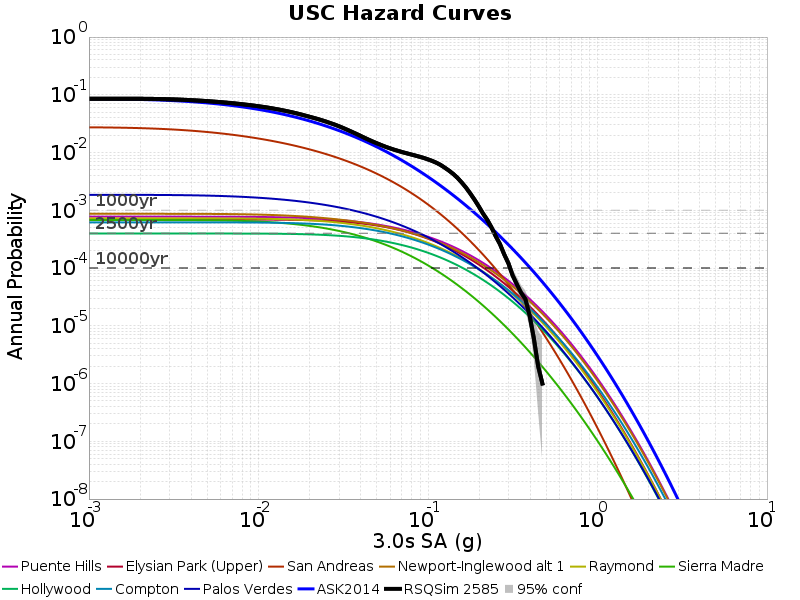 USC Hazard Curves
10^0
10^-1
10^-2
10^-3
10^-4
10^-5
10^-6
10^-7
10^-8
Annual Probability
1000yr
2500yr
10000yr
10^-3 10^-2 10^-1 10^0 10^1
3.0s SA (g)
Puente Hills Elysian Park (Upper) San Andreas Newport-Inglewood alt 1 Raymond Sierra Madre
Hollywood Compton Palos Verdes ASK2014 RSQSim 2585 95% conf